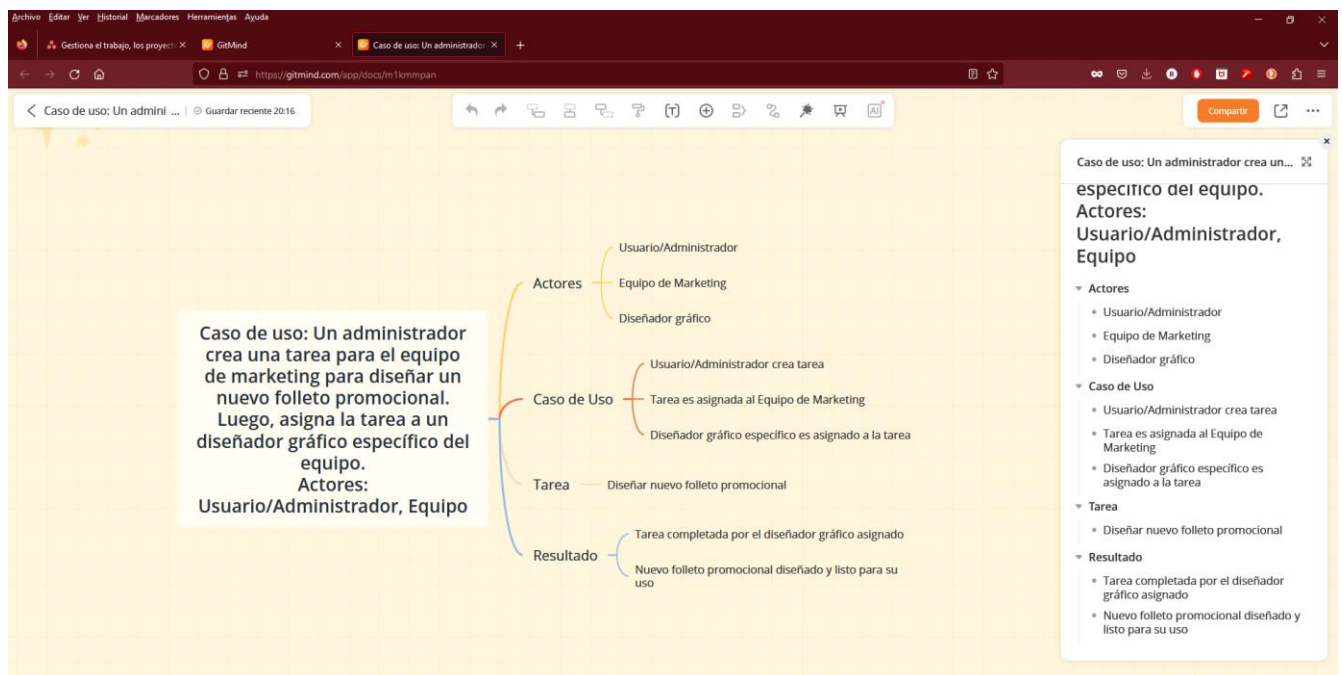 Archivo Editar Ver Historial Marcadores Herramientas Ayuda
Gestiona el trabajo, los proyect
GitMind
Caso de uso: Un administrador
https://gitmind.com/app/docs/m1kmmpan
Caso de uso: Un admini ...
Guardar reciente 20:16
Compartir
Caso de uso: Un administrador
crea una tarea para el equipo
de marketing para diseñar un
nuevo folleto promocional.
Luego, asigna la tarea a un
diseñador gráfico específico del
equipo.
Actores:
Usuario/Administrador, Equipo
Actores
Usuario/Administrador
Equipo de Marketing
Diseñador gráfico
Caso de Uso
Usuario/Administrador crea tarea
Tarea es asignada al Equipo de Marketing
Diseñador gráfico específico es asignado a la tarea
Tarea
Diseñar nuevo folleto promocional
Resultado
Tarea completada por el diseñador gráfico asignado
Nuevo folleto promocional diseñado y listo para su
uso
Caso de uso: Un administrador crea un...
específico del equipo.
Actores:
Usuario/Administrador,
Equipo
Actores
Usuario/Administrador
Equipo de Marketing
Diseñador gráfico
Caso de Uso
Usuario/Administrador crea tarea
Tarea es asignada al Equipo de
Marketing
Diseñador gráfico específico es
asignado a la tarea
Tarea
Diseñar nuevo folleto promocional
Resultado
Tarea completada por el diseñador
gráfico asignado
Nuevo folleto promocional diseñado y
listo para su uso